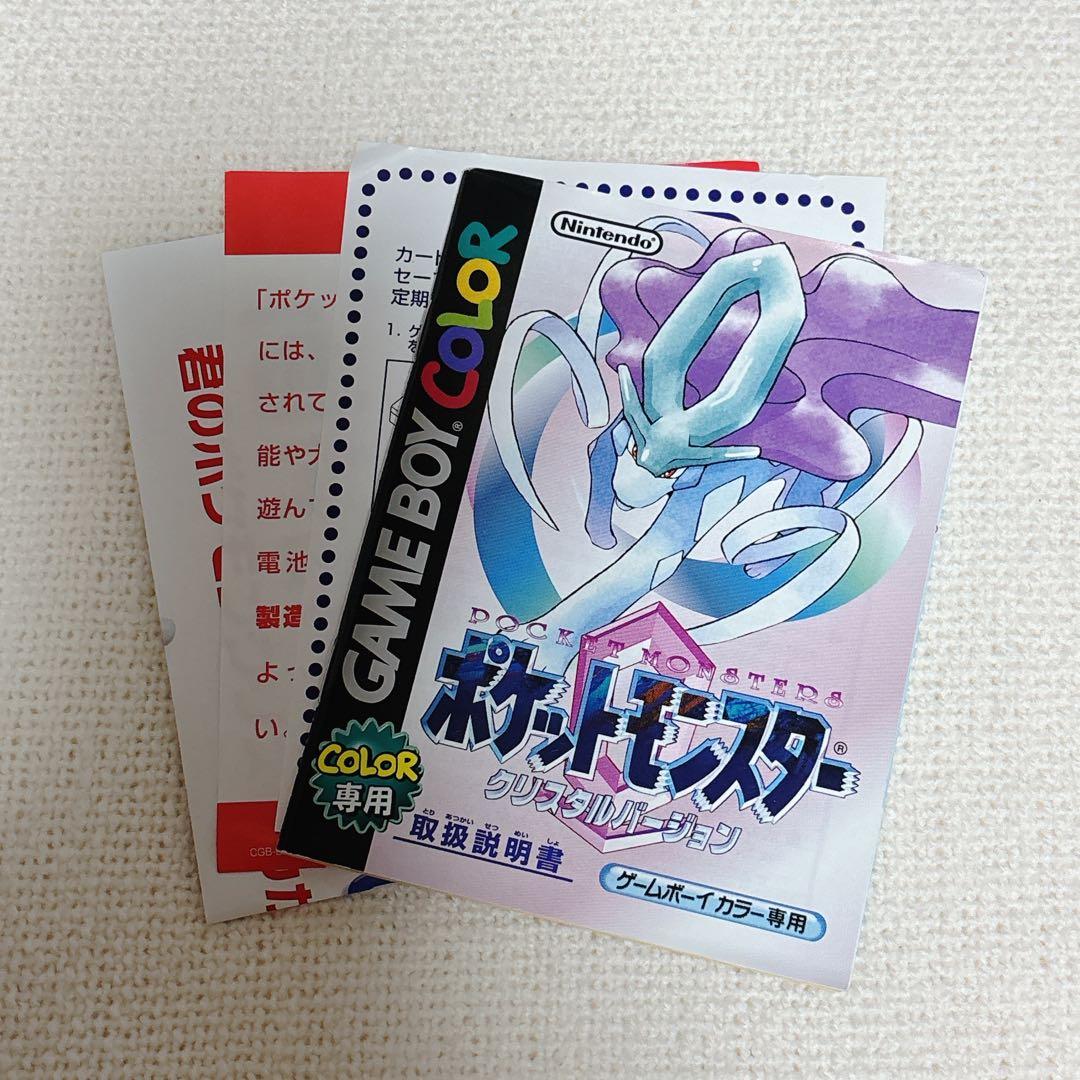 Nintendo®
GAME BOY® COLOR
POCKET MONSTERS
ポケットモンスター®
クリスタルバージョン
COLOR
専用
とり あつかい せつ めい しょ
取扱説明書
ゲームボーイ カラー専用
カート
セー
定期
1. ゲ
を
「ポケッ
には、
されて
能や
遊ん
電池
製造
よっ
い。
CGB-B
君の